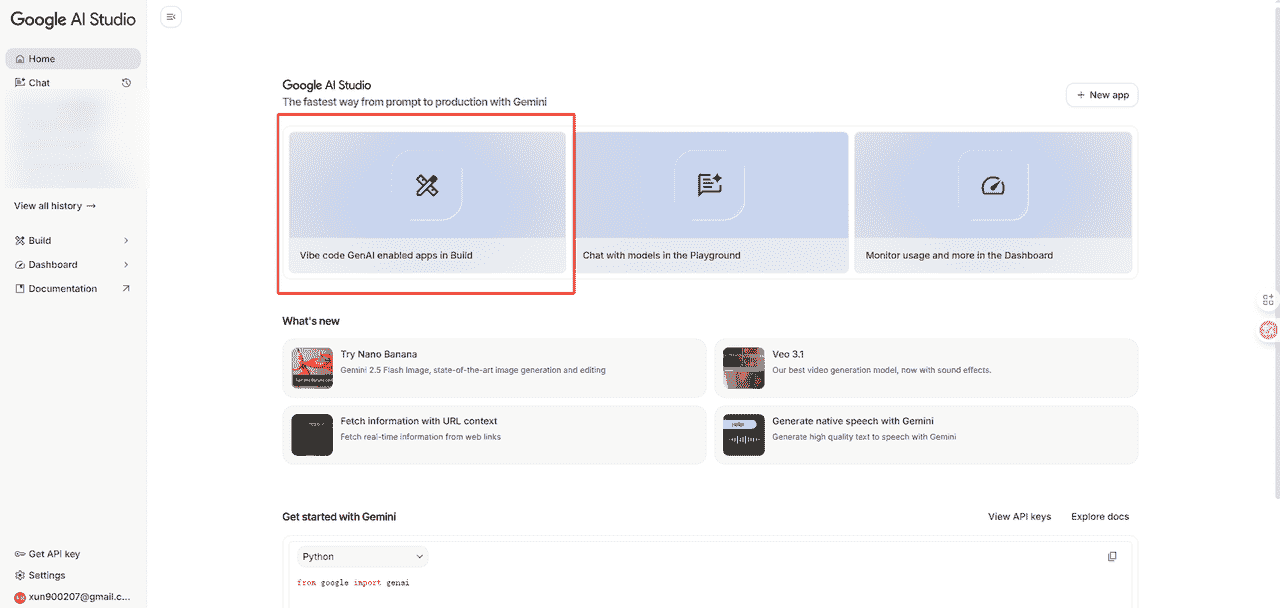 Google AI Studio
Home
Chat
View all history →
Build
Dashboard
Documentation
Get API key
Settings
xun900207@gmail.c...
Google AI Studio
The fastest way from prompt to production with Gemini
+ New app
Vibe code GenAI enabled apps in Build
Chat with models in the Playground
Monitor usage and more in the Dashboard
What's new
Try Nano Banana
Gemini 2.5 Flash Image, state-of-the-art image generation and editing
Veo 3.1
Our best video generation model, now with sound effects.
Fetch information with URL context
Fetch real-time information from web links
Generate native speech with Gemini
Generate high quality text to speech with Gemini
Get started with Gemini
View API keys
Explore docs
Python
from google import genai